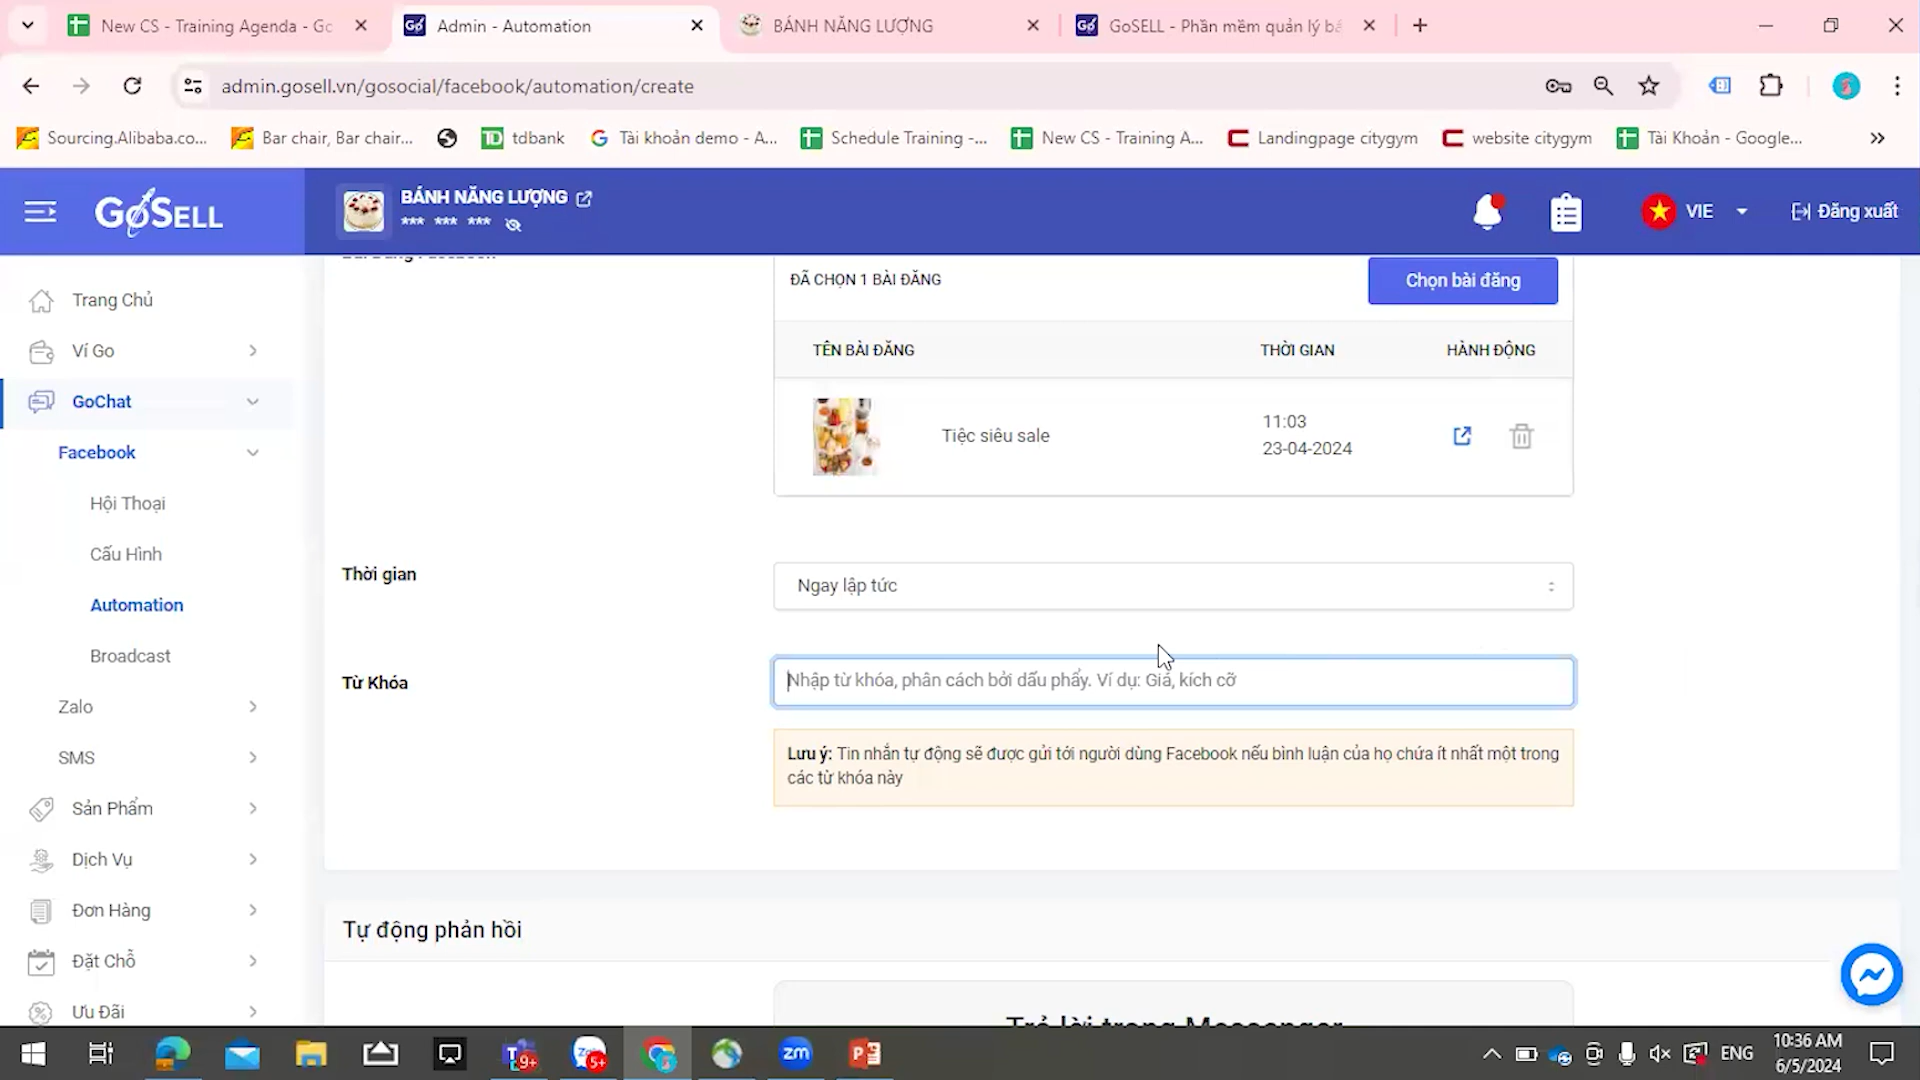 New CS - Training Agenda - Gc
Admin - Automation
BÁNH NĂNG LƯỢNG
GoSELL - Phần mềm quản lý bá
admin.gosell.vn/gosocial/facebook/automation/create
Sourcing.Alibaba.co...
Bar chair, Bar chair...
tdbank
Tài khoản demo - A...
Schedule Training -...
New CS - Training A...
Landingpage citygym
website citygym
Tài Khoản - Google...
GOSELL
BÁNH NĂNG LƯỢNG
*** *** ***
VIE
Đăng xuất
Trang Chủ
Ví Go
GoChat
Facebook
Hội Thoại
Cấu Hình
Automation
Broadcast
Zalo
SMS
Sản Phẩm
Dịch Vụ
Đơn Hàng
Đặt Chỗ
Ưu Đãi
ĐÃ CHỌN 1 BÀI ĐĂNG
Chọn bài đăng
TÊN BÀI ĐĂNG
THỜI GIAN
HÀNH ĐỘNG
Tiệc siêu sale
11:03
23-04-2024
Thời gian
Ngay lập tức
Từ Khóa
Nhập từ khóa, phân cách bởi dấu phẩy. Ví dụ: Giá, kích cỡ
Lưu ý: Tin nhắn tự động sẽ được gửi tới người dùng Facebook nếu bình luận của họ chứa ít nhất một trong
các từ khóa này
Tự động phản hồi
Trả lời trong Messenger
9+
5+
zm
ENG
10:36 AM
6/5/2024